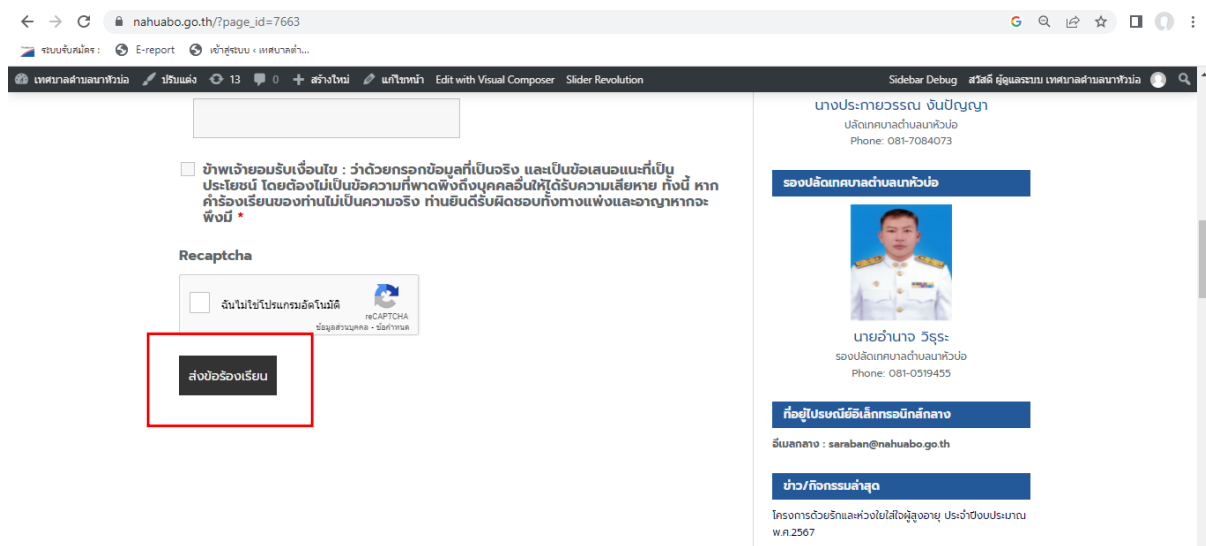 nahuabo.go.th/?page_id=7663
ระบบรับสมัคร :
E-report
เข้าสู่ระบบ ‹ เทศบาลตำ...
เทศบาลตำบลนาหัวบ่อ
ปรับแต่ง
13
0
สร้างใหม่
แก้ไขหน้า
Edit with Visual Composer
Slider Revolution
Sidebar Debug
สวัสดี ผู้ดูแลระบบ เทศบาลตำบลนาหัวบ่อ
ข้าพเจ้ายอมรับเงื่อนไข : ว่าด้วยกรอกข้อมูลที่เป็นจริง และเป็นข้อเสนอแนะที่เป็น
ประโยชน์ โดยต้องไม่เป็นข้อความที่พาดพิงถึงบุคคลอื่นให้ได้รับความเสียหาย ทั้งนี้ หาก
คำร้องเรียนของท่านไม่เป็นความจริง ท่านยินดีรับผิดชอบทั้งทางแพ่งและอาญาหากจะ
พึงมี *
Recaptcha
ฉันไม่ใช่โปรแกรมอัตโนมัติ
reCAPTCHA
ข้อมูลส่วนบุคคล - ข้อกำหนด
ส่งข้อร้องเรียน
นางประกายวรรณ งันปัญญา
ปลัดเทศบาลตำบลนาหัวบ่อ
Phone: 081-7084073
รองปลัดเทศบาลตำบลนาหัวบ่อ
นายอำนาจ วิธุระ
รองปลัดเทศบาลตำบลนาหัวบ่อ
Phone: 081-0519455
ที่อยู่ไปรษณีย์อิเล็กทรอนิกส์กลาง
อีเมลกลาง : saraban@nahuabo.go.th
ข่าว/กิจกรรมล่าสุด
โครงการด้วยรักและห่วงใยใส่ใจผู้สูงอายุ ประจำปีงบประมาณ
พ.ศ.2567